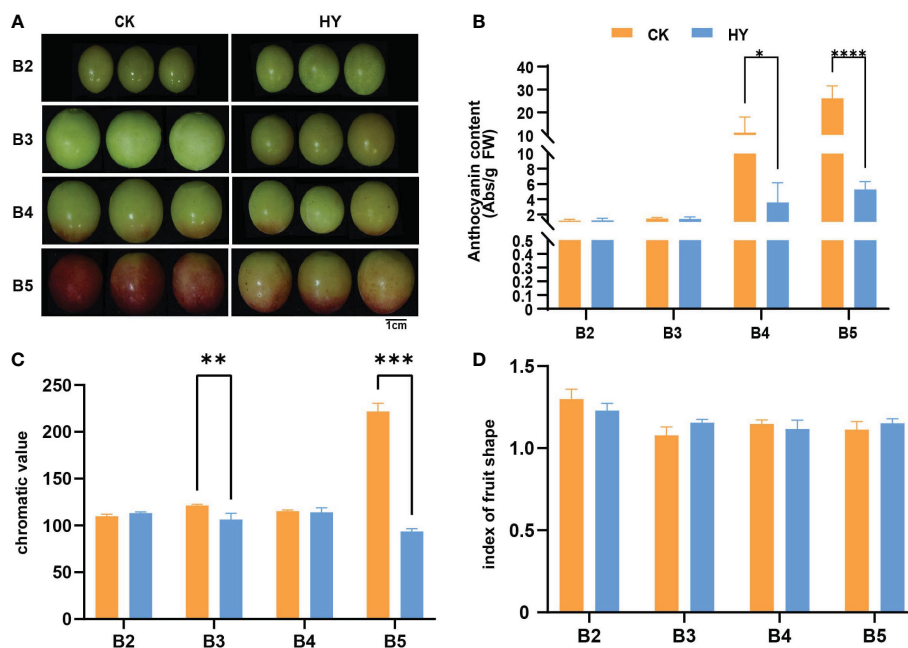 A
CK HY
B2
B3
B4
B5
1cm
B
CK HY
Anthocyanin content
(Abs/g FW)
40
30
20
10
10
8
6
4
2
0.5
0.4
0.3
0.2
0.1
0
* ****
B2 B3 B4 B5
C
chromatic value
250
200
150
100
50
0
** ***
B2 B3 B4 B5
D
index of fruit shape
1.5
1.0
0.5
0
B2 B3 B4 B5